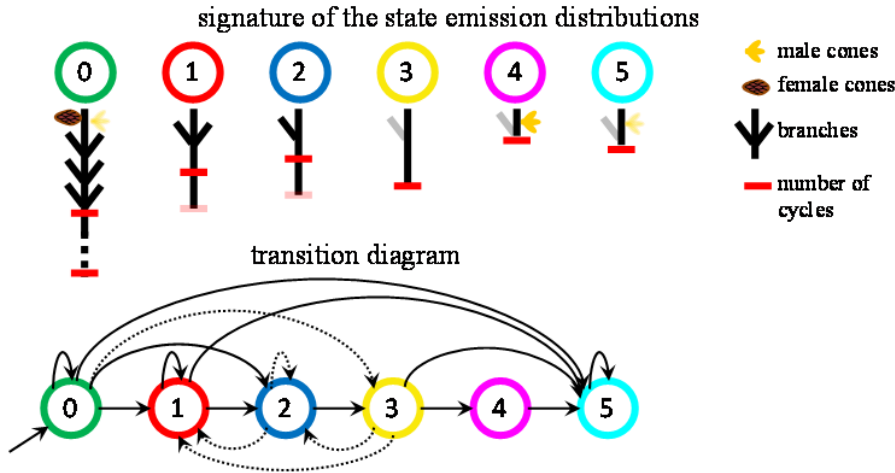 signature of the state emission distributions
0 1 2 3 4 5
male cones
female cones
branches
number of
cycles
transition diagram
0 1 2 3 4 5